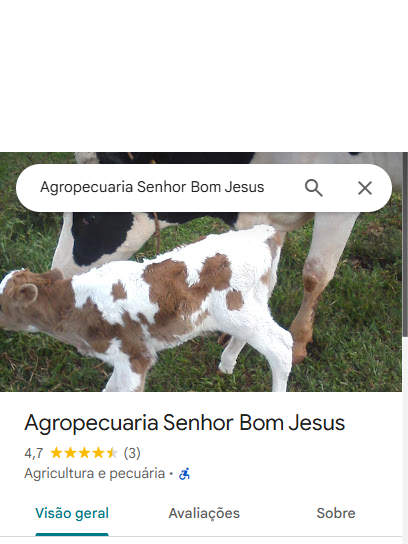 Agropecuaria Senhor Bom Jesus
Agropecuaria Senhor Bom Jesus
4,7 (3)
Agricultura e pecuária ·
Visão geral Avaliações Sobre